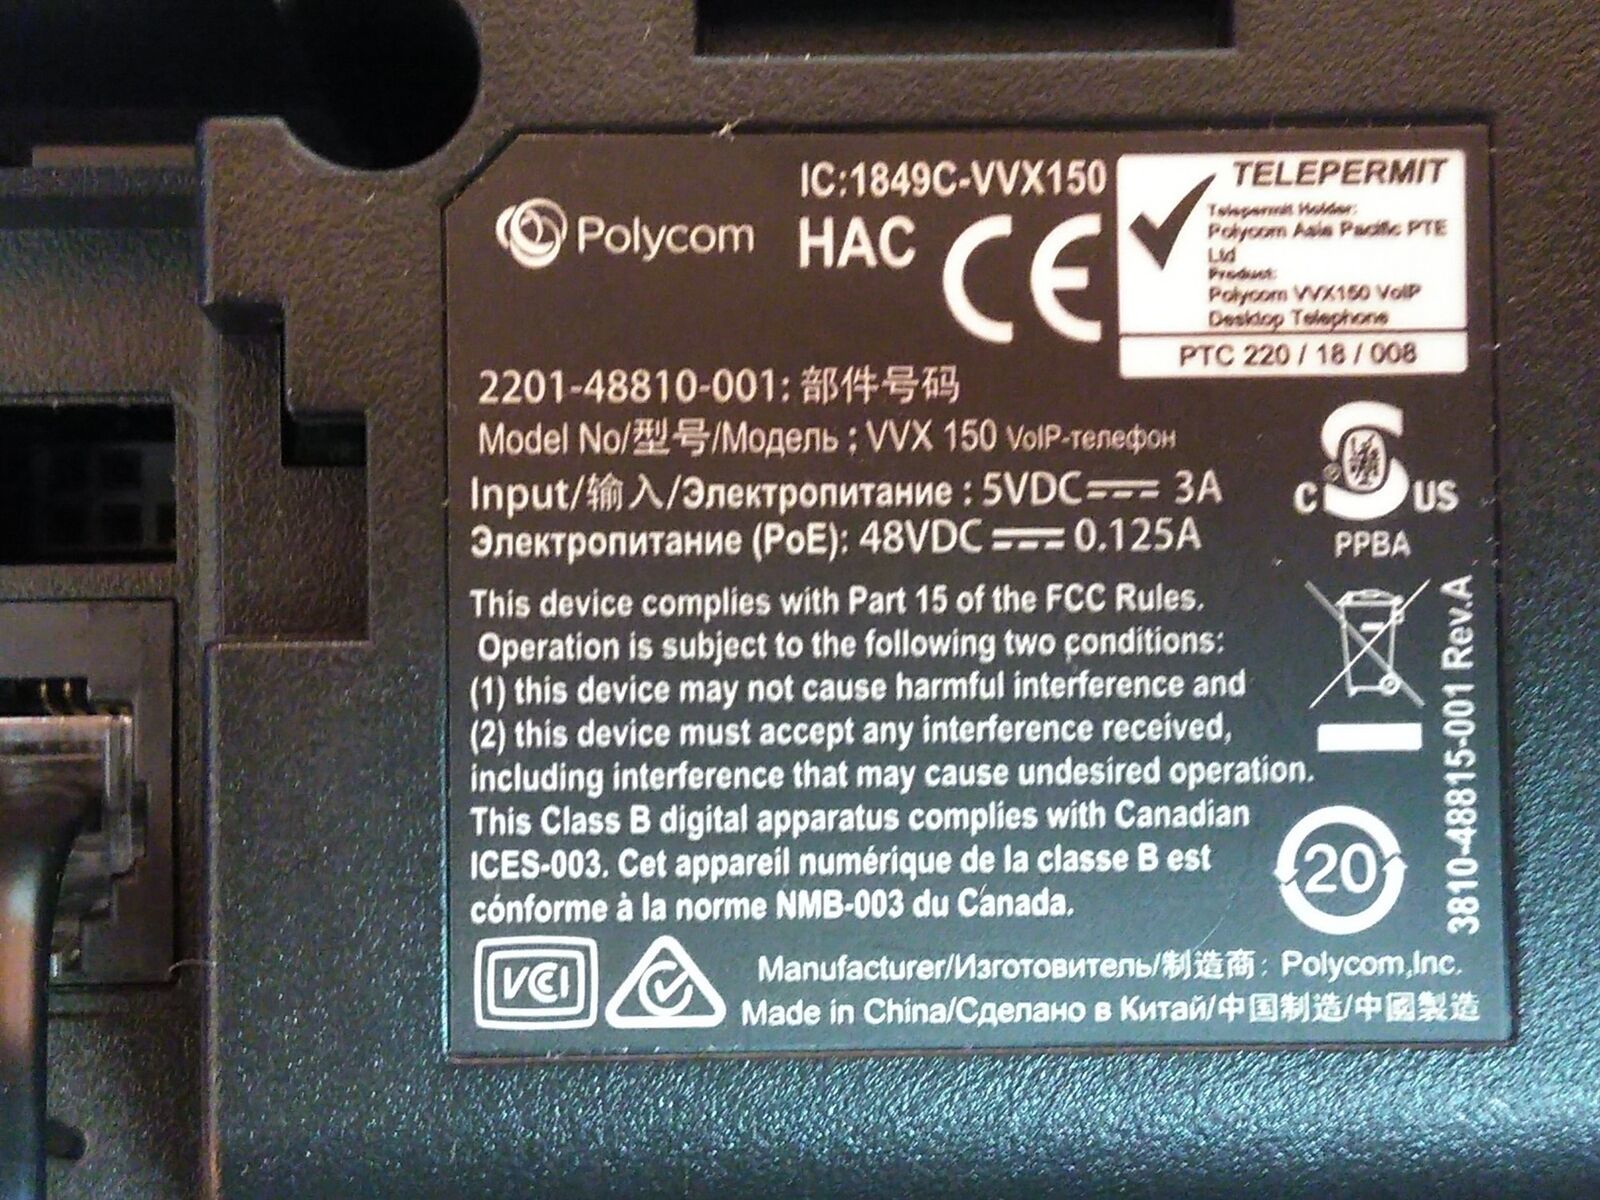 IC:1849C-VVX150
Polycom
HAC
CE
TELEPERMIT
Telepermit Holder:
Polycom Asia Pacific PTE
Ltd
Product:
Polycom VVX150 VoIP
Desktop Telephone
PTC 220 / 18 / 008
2201-48810-001: 部件号码
Model No/型号/Модель : VVX 150 VoIP-телефон
Input/输入/Электропитание : 5VDC 3A
Электропитание (PoE): 48VDC 0.125A
C US
PPBA
This device complies with Part 15 of the FCC Rules.
Operation is subject to the following two conditions:
(1) this device may not cause harmful interference and
(2) this device must accept any interference received,
including interference that may cause undesired operation.
This Class B digital apparatus complies with Canadian
ICES-003. Cet appareil numérique de la classe B est
cónforme à la norme NMB-003 du Canada.
20
3810-48815-001 Rev.A
VCI
Manufacturer/Изготовитель/制造商: Polycom,Inc.
Made in China/Сделано в Китай/中国制造/中國製造